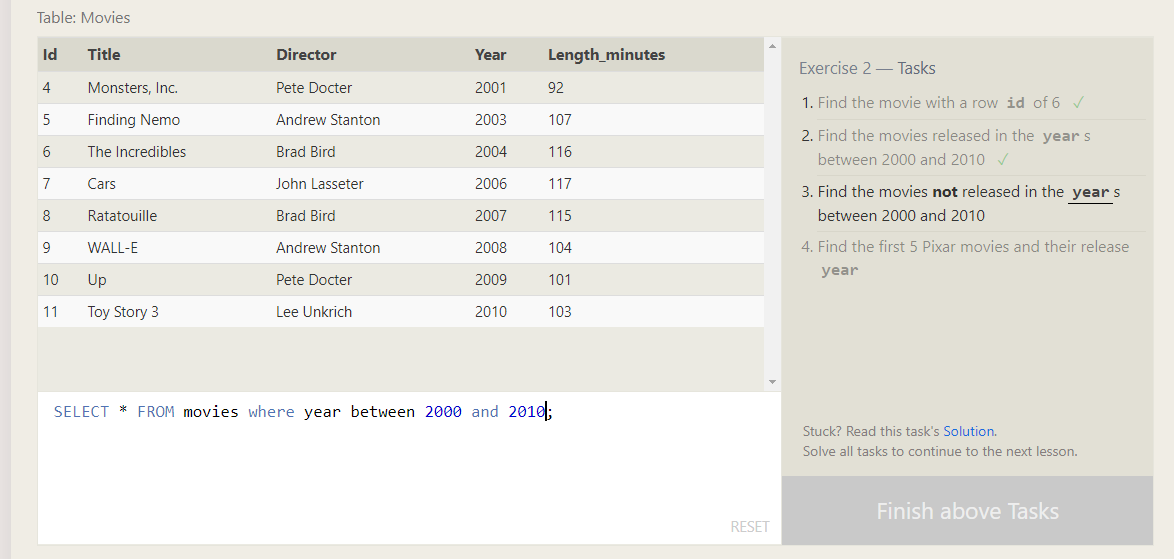 Table: Movies
Id Title Director Year Length_minutes
4 Monsters, Inc. Pete Docter 2001 92
5 Finding Nemo Andrew Stanton 2003 107
6 The Incredibles Brad Bird 2004 116
7 Cars John Lasseter 2006 117
8 Ratatouille Brad Bird 2007 115
9 WALL-E Andrew Stanton 2008 104
10 Up Pete Docter 2009 101
11 Toy Story 3 Lee Unkrich 2010 103
SELECT * FROM movies where year between 2000 and 2010;
RESET
Exercise 2 — Tasks
1. Find the movie with a row id of 6 ✓
2. Find the movies released in the year s
between 2000 and 2010 ✓
3. Find the movies not released in the year s
between 2000 and 2010
4. Find the first 5 Pixar movies and their release
year
Stuck? Read this task's Solution.
Solve all tasks to continue to the next lesson.
Finish above Tasks